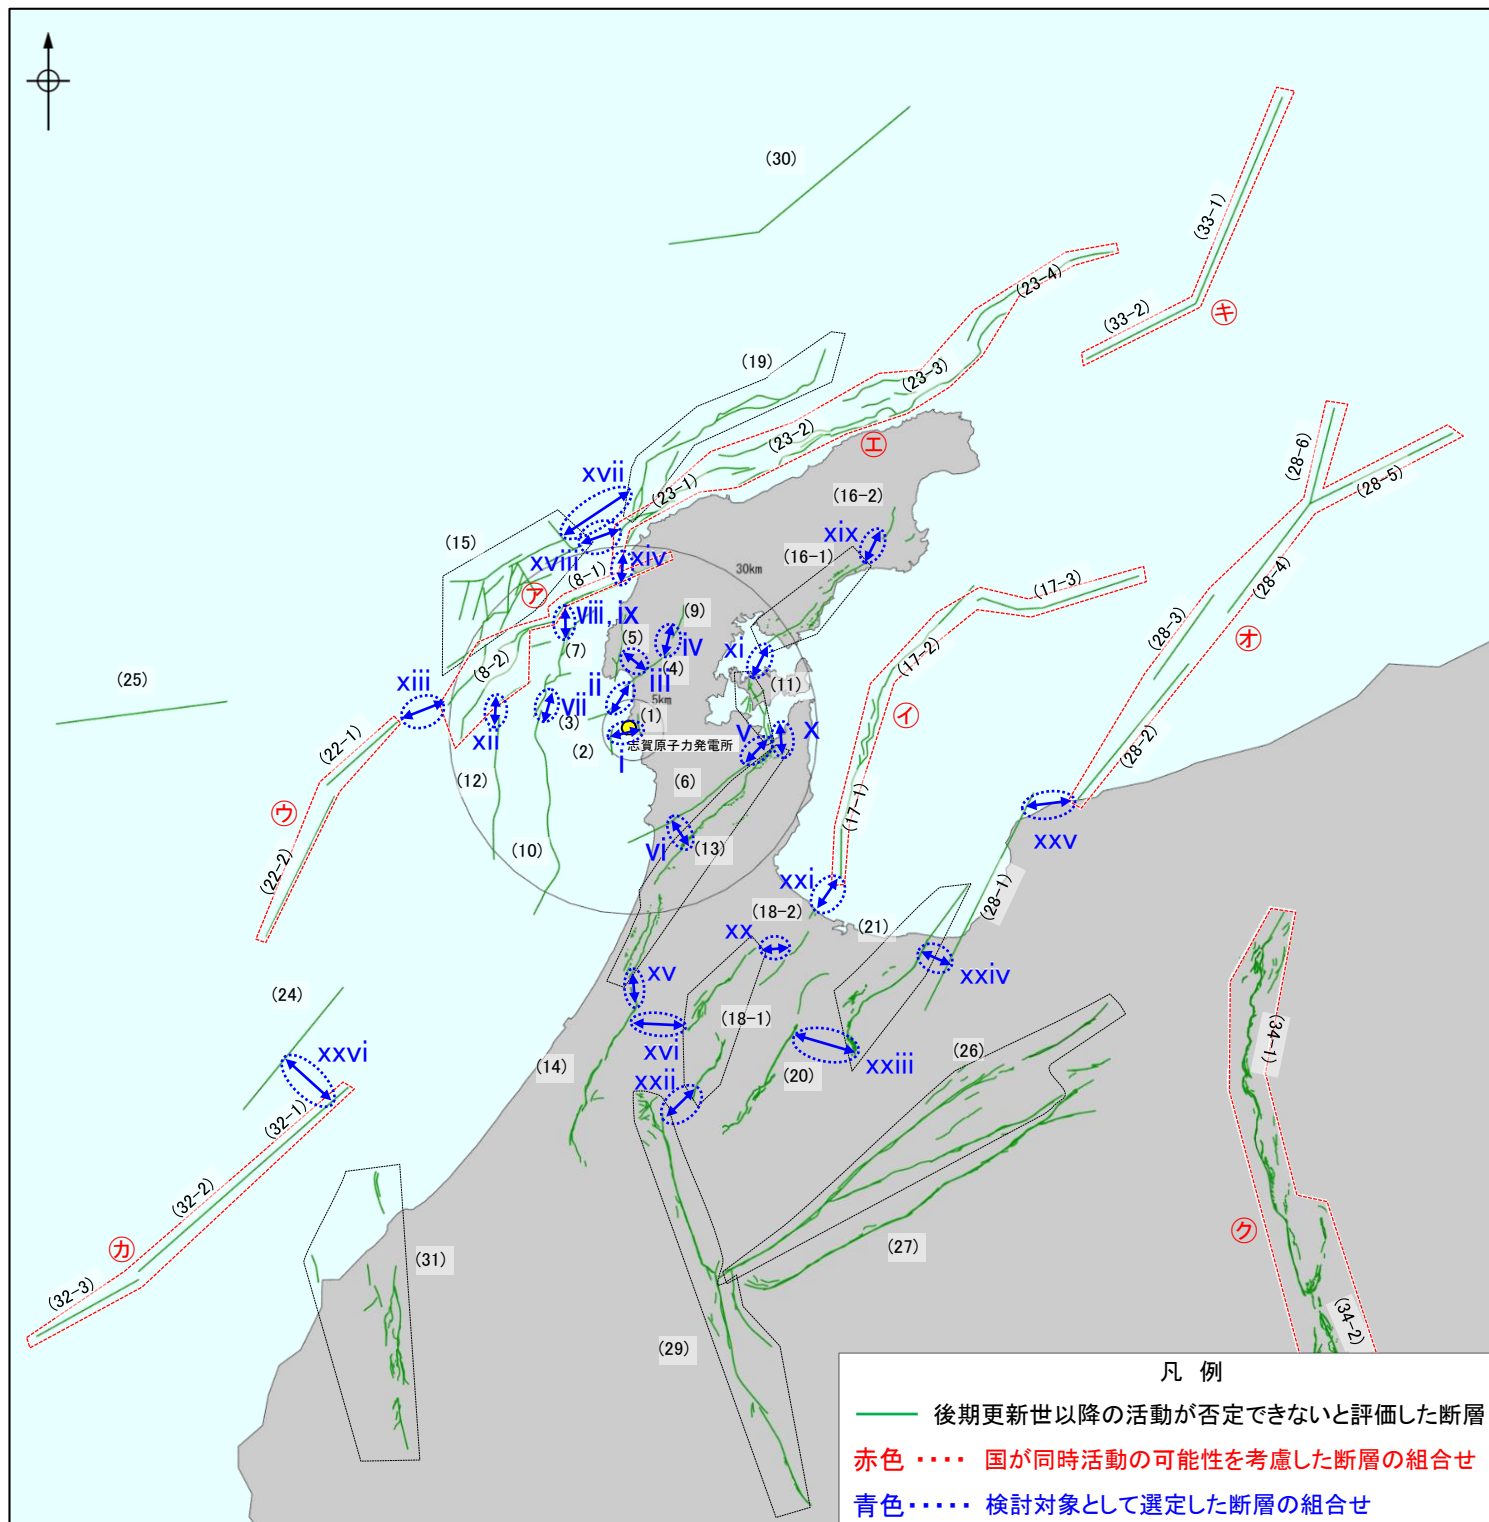 (30)
(33-1)
(23-4)
(33-2)
㋖
(19)
(23-3)
(28-6)
(23-2)
㋓
(28-5)
xvii
(23-1)
(16-2)
(15)
xix
xviii
xiv
(16-1)
30km
(8-1)
㋐
(17-3)
(28-4)
viii,ix
(9)
㋔
(7)
(5)
iv
xi
(17-2)
(28-3)
(8-2)
(4)
(25)
xiii
ii
iii
(11)
vii
5km
㋑
(3)
(1)
xii
v
x
(22-1)
(2)
志賀原子力発電所
(28-2)
i
(12)
(6)
㋒
(17-1)
xxv
vi
(13)
(10)
(22-2)
xxi
(28-1)
(18-2)
(21)
xx
xv
xxiv
(24)
(18-1)
(34-1)
xxvi
xvi
(26)
(14)
xxiii
xxii
(20)
(32-1)
(32-2)
㋕
㋗
(27)
(31)
(32-3)
(34-2)
(29)
凡 例
後期更新世以降の活動が否定できないと評価した断層
赤色 ‥‥ 国が同時活動の可能性を考慮した断層の組合せ
青色‥‥‥ 検討対象として選定した断層の組合せ